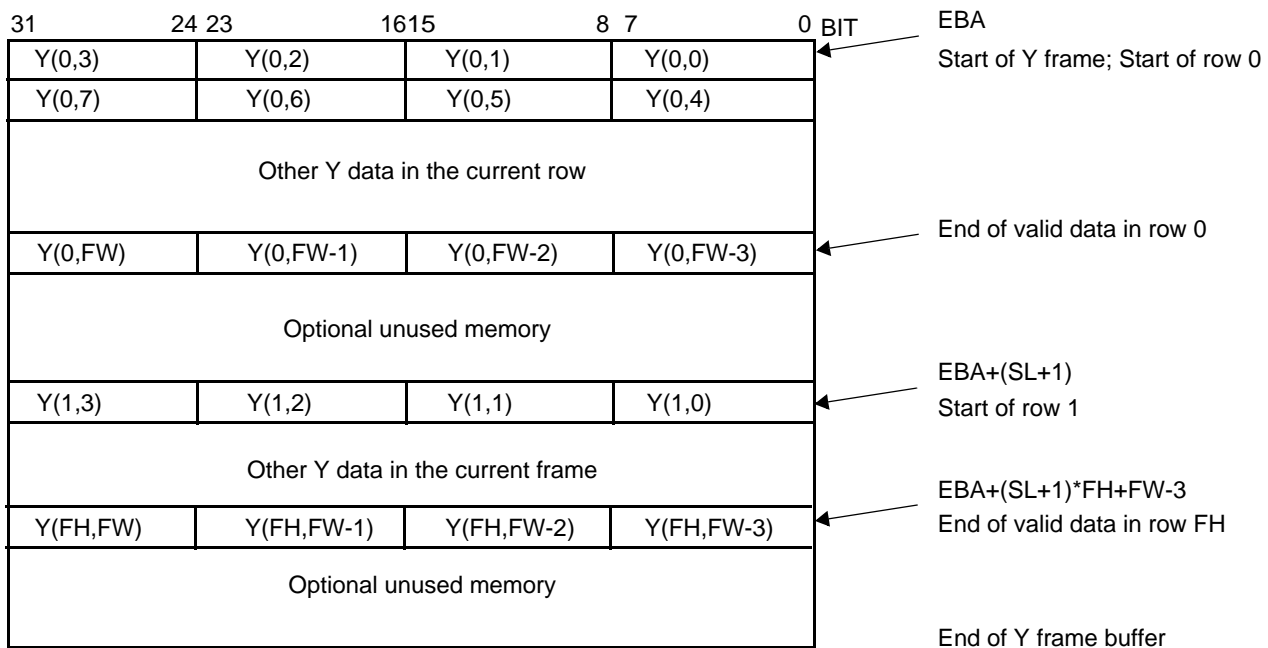 31 24 23 1615 8 7 0 BIT EBA
Y(0,3) Y(0,2) Y(0,1) Y(0,0) Start of Y frame; Start of row 0
Y(0,7) Y(0,6) Y(0,5) Y(0,4)
Other Y data in the current row
End of valid data in row 0
Y(0,FW) Y(0,FW-1) Y(0,FW-2) Y(0,FW-3)
Optional unused memory
EBA+(SL+1)
Y(1,3) Y(1,2) Y(1,1) Y(1,0) Start of row 1
Other Y data in the current frame
EBA+(SL+1)*FH+FW-3
Y(FH,FW) Y(FH,FW-1) Y(FH,FW-2) Y(FH,FW-3) End of valid data in row FH
Optional unused memory
End of Y frame buffer